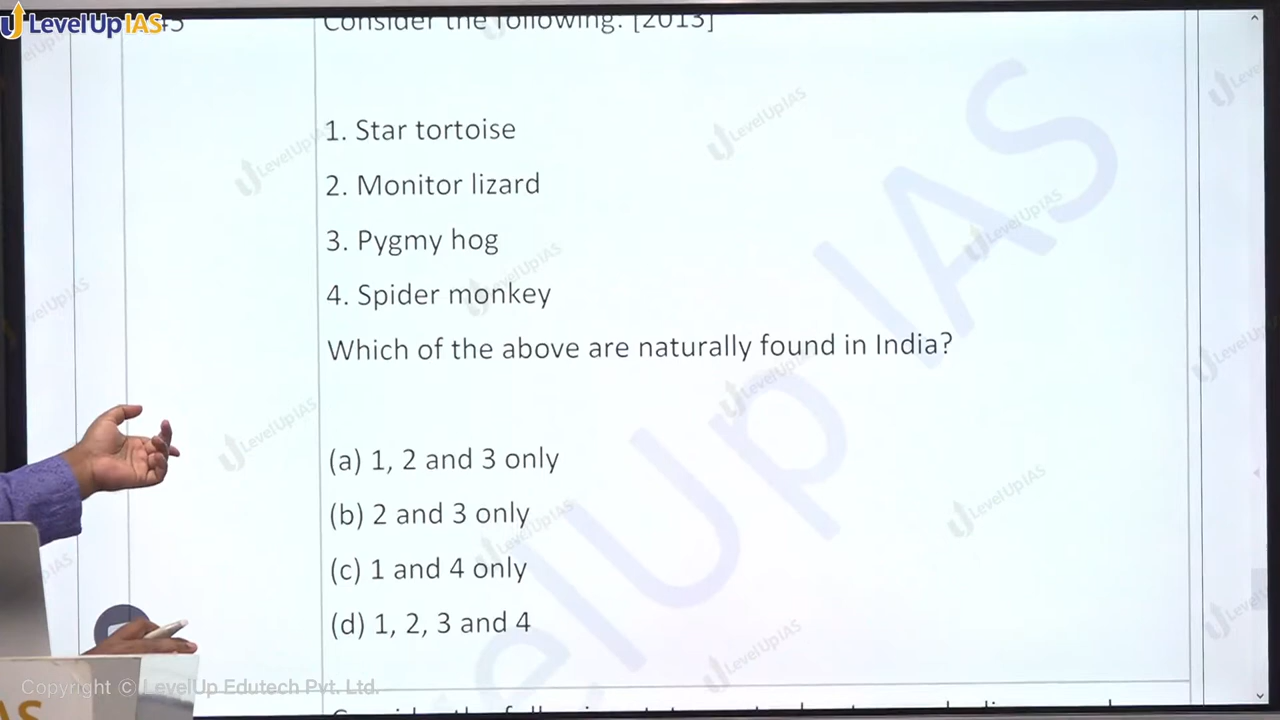 LevelUp IAS
Consider the following: [2013]
1. Star tortoise
2. Monitor lizard
3. Pygmy hog
4. Spider monkey
Which of the above are naturally found in India?
(a) 1, 2 and 3 only
(b) 2 and 3 only
(c) 1 and 4 only
(d) 1, 2, 3 and 4
Copyright © LevelUp Edutech Pvt. Ltd.